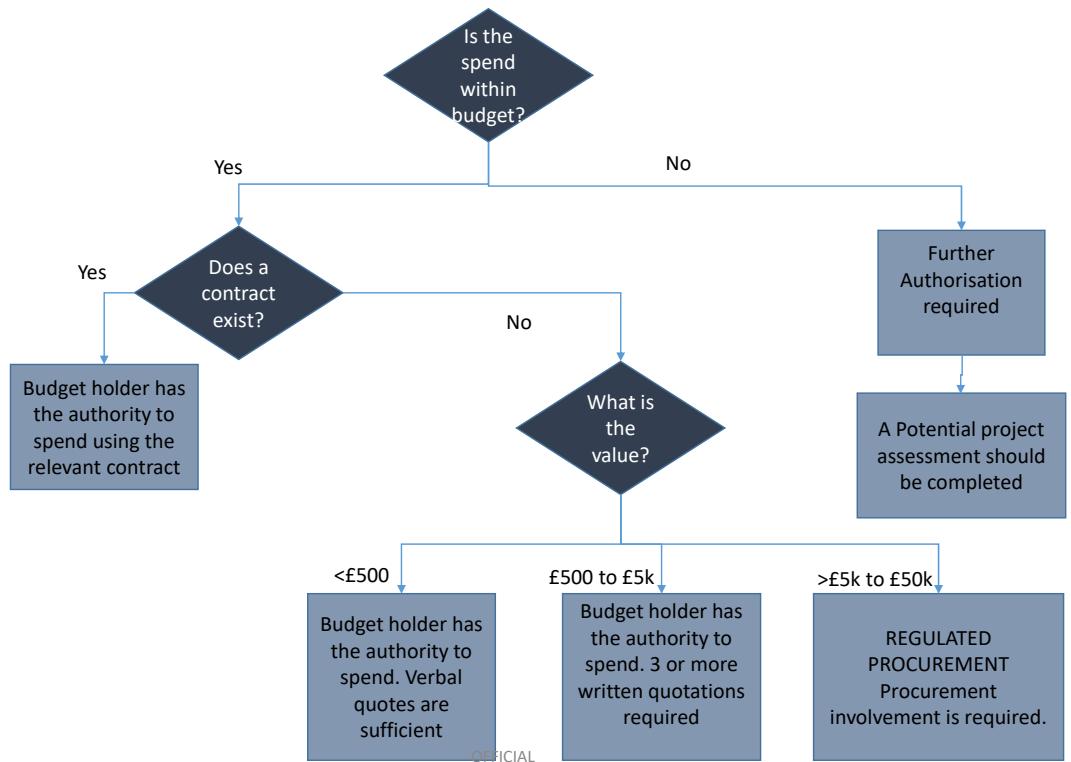 Is the
spend
within
budget?
Yes
No
Does a
contract
exist?
Yes
No
Further
Authorisation
required
Budget holder has
the authority to
spend using the
relevant contract
What is
the
value?
A Potential project
assessment should
be completed
<£500
£500 to £5k
>£5k to £50k
Budget holder has
the authority to
spend. Verbal
quotes are
sufficient
Budget holder has
the authority to
spend. 3 or more
written quotations
required
REGULATED
PROCUREMENT
Procurement
involvement is required.
OFFICIAL